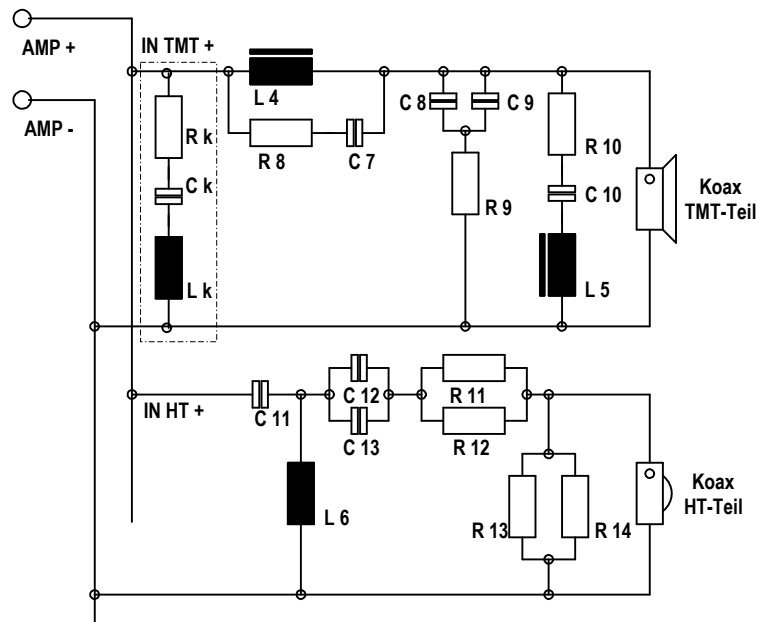 AMP +
IN TMT +
AMP -
L 4
R k
R 8
C 7
C 8
C 9
R 10
C k
R 9
C 10
Koax
TMT-Teil
L k
L 5
IN HT +
C 11
C 12
C 13
R 11
R 12
L 6
R 13
R 14
Koax
HT-Teil